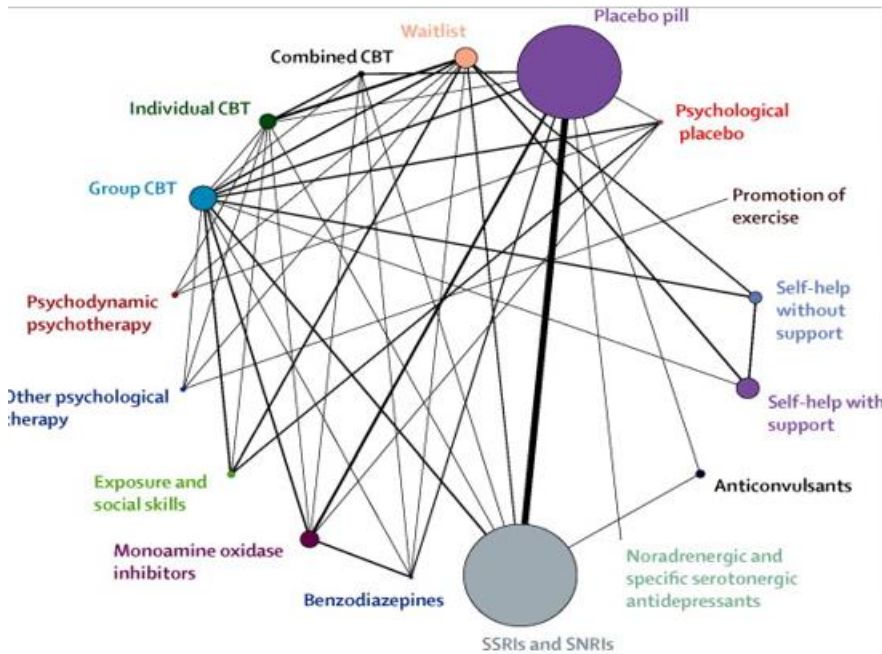 Placebo pill
Waitlist
Combined CBT
Individual CBT
Psychological
placebo
Group CBT
Promotion of
exercise
Self-help
without
support
Psychodynamic
psychotherapy
Other psychological
therapy
Self-help with
support
Exposure and
social skills
Anticonvulsants
Monoamine oxidase
inhibitors
Noradrenergic and
specific serotonergic
antidepressants
Benzodiazepines
SSRIs and SNRIs